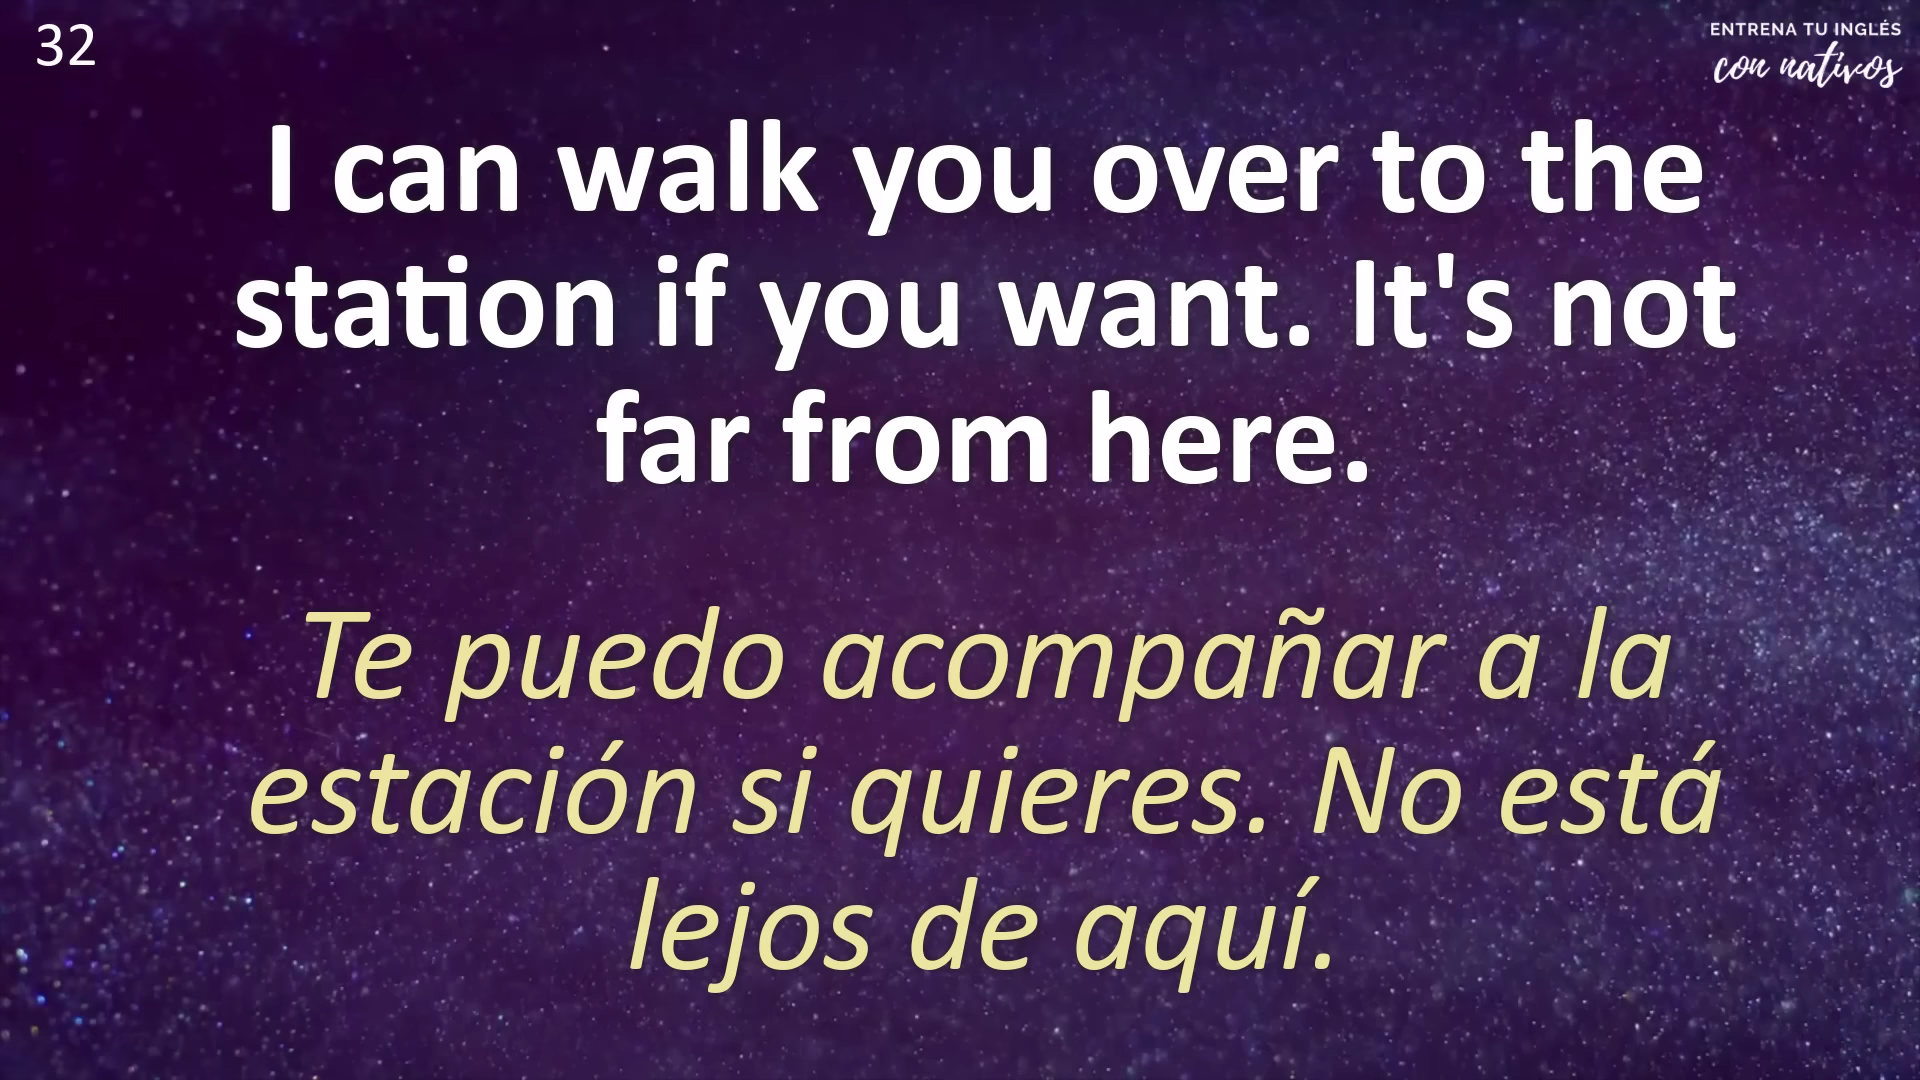 32
ENTRENA TU INGLÉS
con nativos
I can walk you over to the
station if you want. It's not
far from here.
Te puedo acompañar a la
estación si quieres. No está
lejos de aquí.